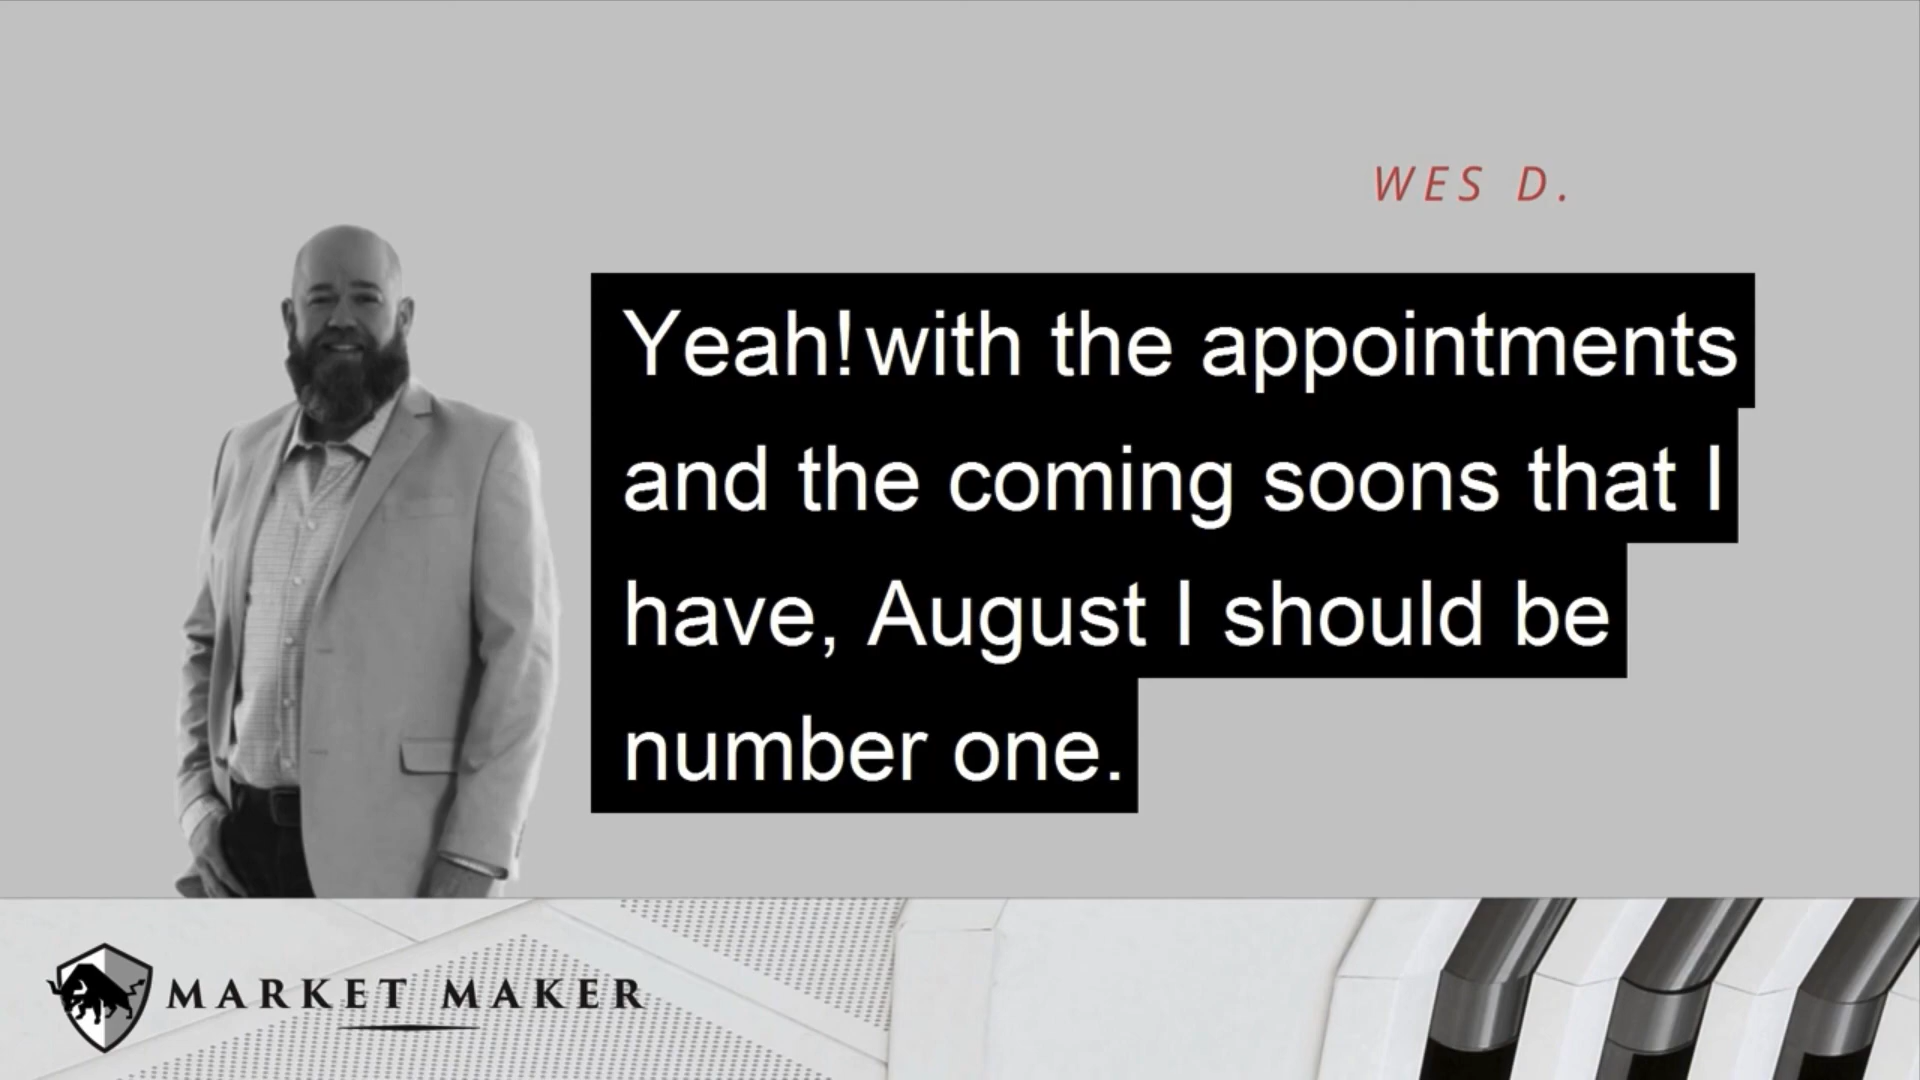 WES D.
Yeah! with the appointments
and the coming soons that I
have, August I should be
number one.
MARKET MAKER